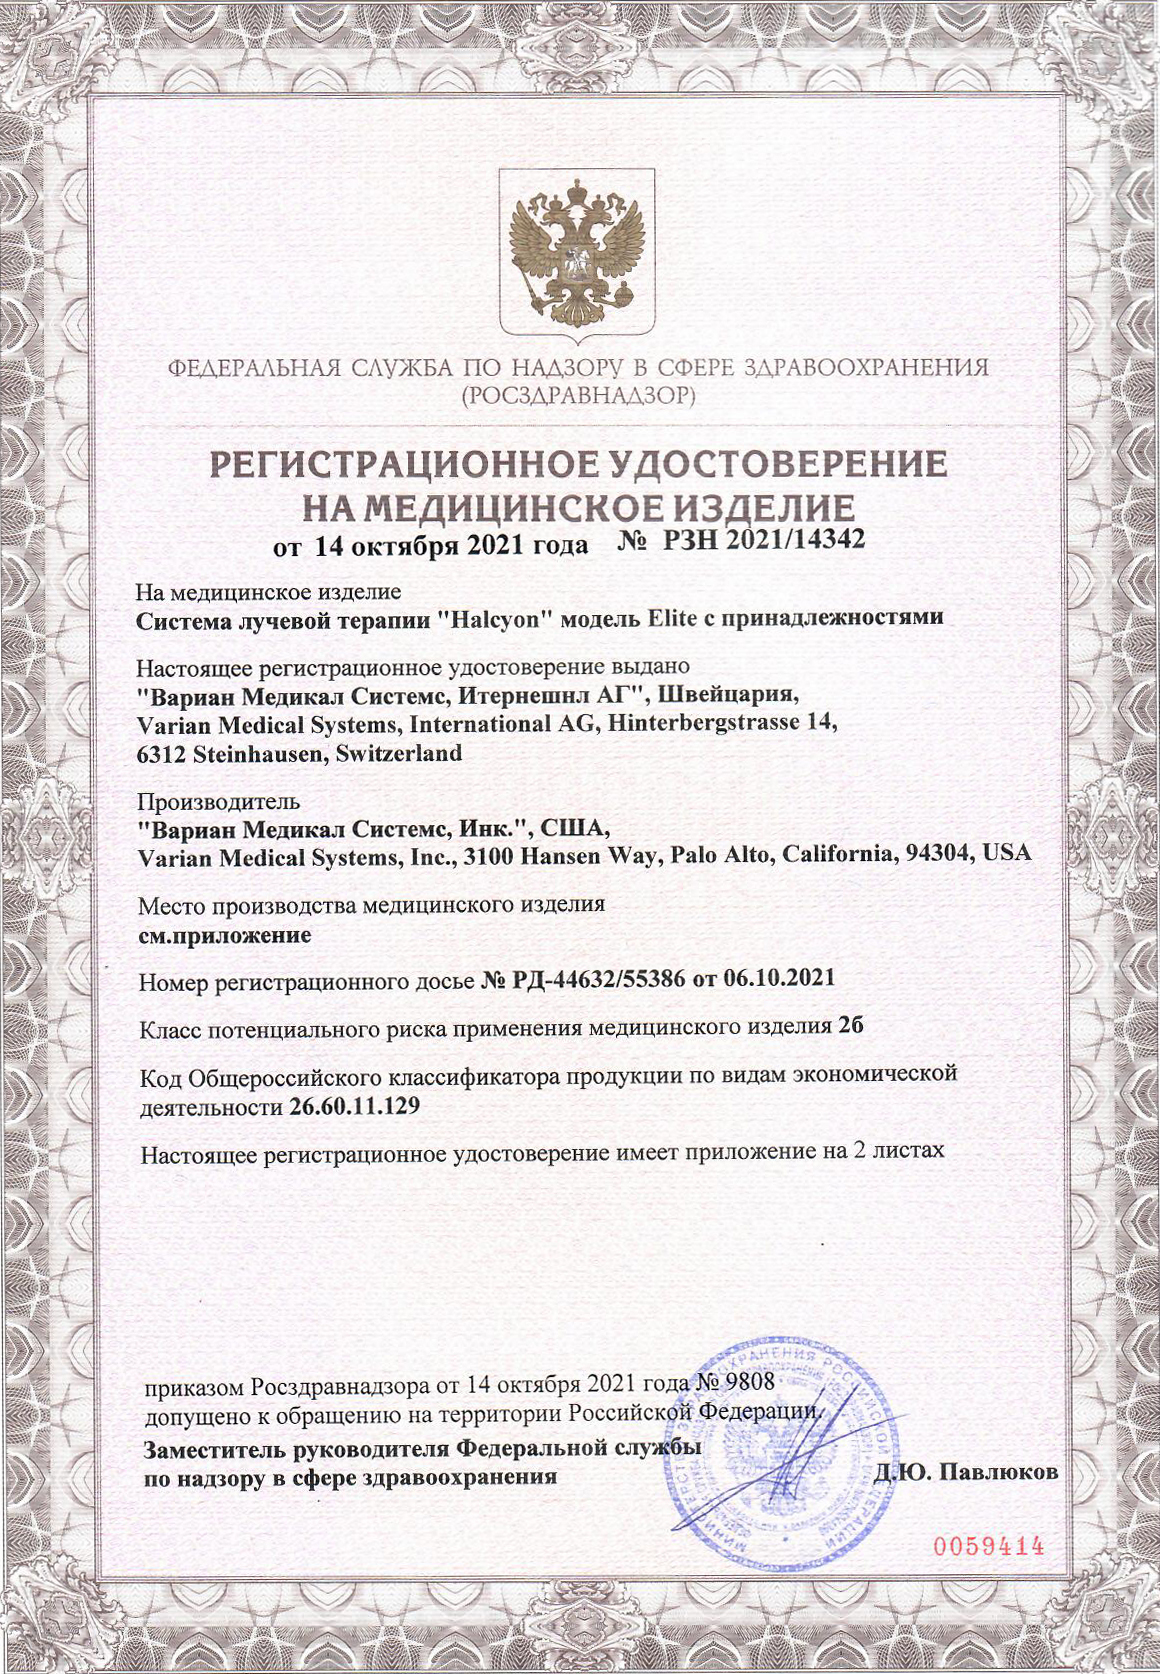 ФЕДЕРАЛЬНАЯ СЛУЖБА ПО НАДЗОРУ В СФЕРЕ ЗДРАВООХРАНЕНИЯ
(РОСЗДРАВНАДЗОР)
РЕГИСТРАЦИОННОЕ УДОСТОВЕРЕНИЕ
НА МЕДИЦИНСКОЕ ИЗДЕЛИЕ
от 14 октября 2021 года № РЗН 2021/14342
На медицинское изделие
Система лучевой терапии "Halcyon" модель Elite с принадлежностями
Настоящее регистрационное удостоверение выдано
"Вариан Медикал Системс, Итернешнл АГ", Швейцария,
Varian Medical Systems, International AG, Hinterbergstrasse 14,
6312 Steinhausen, Switzerland
Производитель
"Вариан Медикал Системс, Инк.", США,
Varian Medical Systems, Inc., 3100 Hansen Way, Palo Alto, California, 94304, USA
Место производства медицинского изделия
см.приложение
Номер регистрационного досье № РД-44632/55386 от 06.10.2021
Класс потенциального риска применения медицинского изделия 2б
Код Общероссийского классификатора продукции по видам экономической
деятельности 26.60.11.129
Настоящее регистрационное удостоверение имеет приложение на 2 листах
приказом Росздравнадзора от 14 октября 2021 года № 9808
допущено к обращению на территории Российской Федерации.
Заместитель руководителя Федеральной службы
по надзору в сфере здравоохранения
Д.Ю. Павлюков
0059414